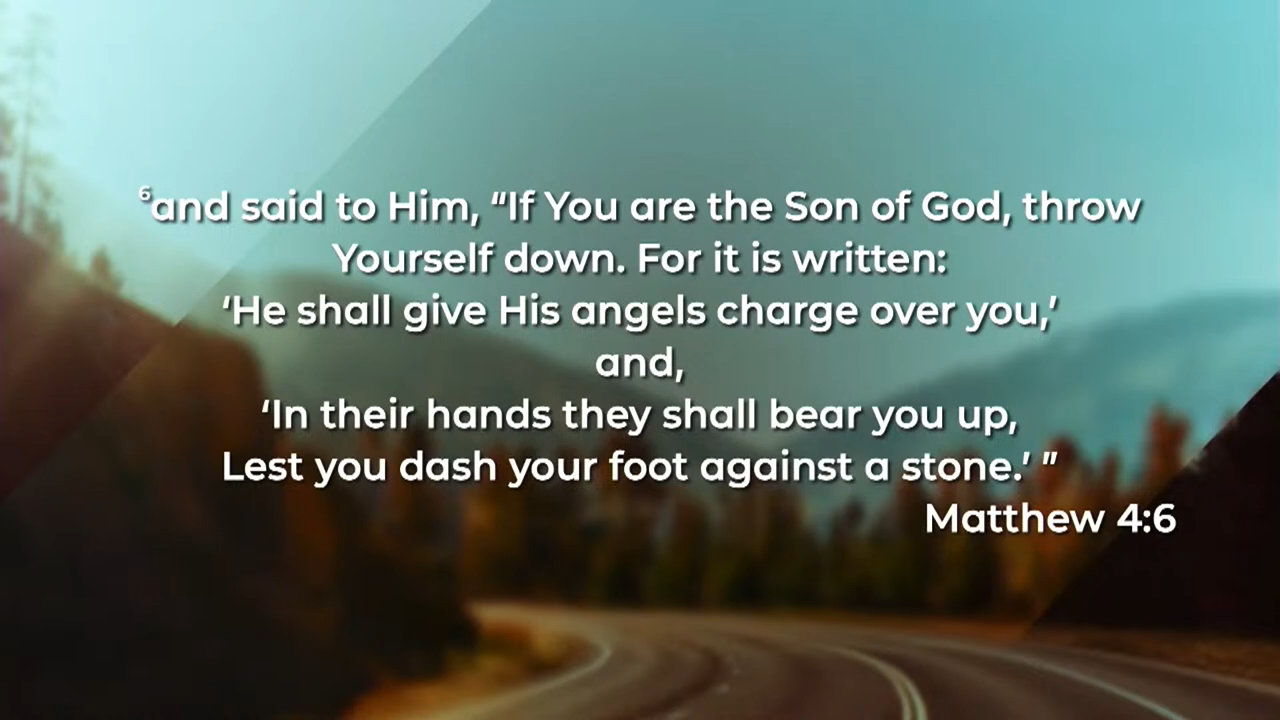 ⁶and said to Him, “If You are the Son of God, throw
Yourself down. For it is written:
‘He shall give His angels charge over you,’
and,
‘In their hands they shall bear you up,
Lest you dash your foot against a stone.’ ”
Matthew 4:6